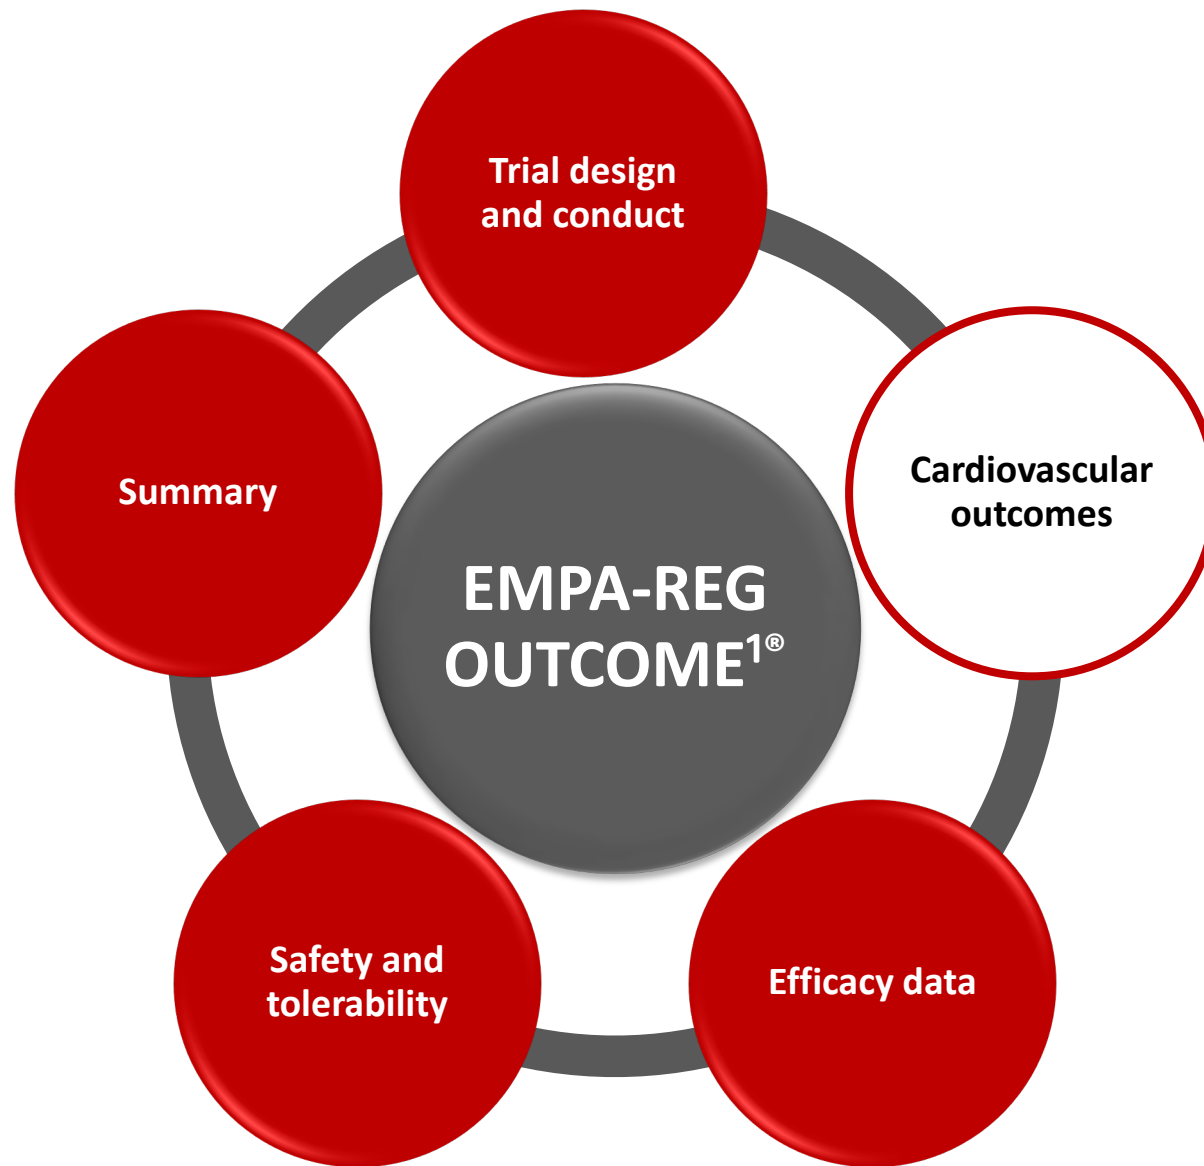 Trial design
and conduct
Cardiovascular
outcomes
Summary
EMPA-REG
OUTCOME¹®
Safety and
tolerability
Efficacy data